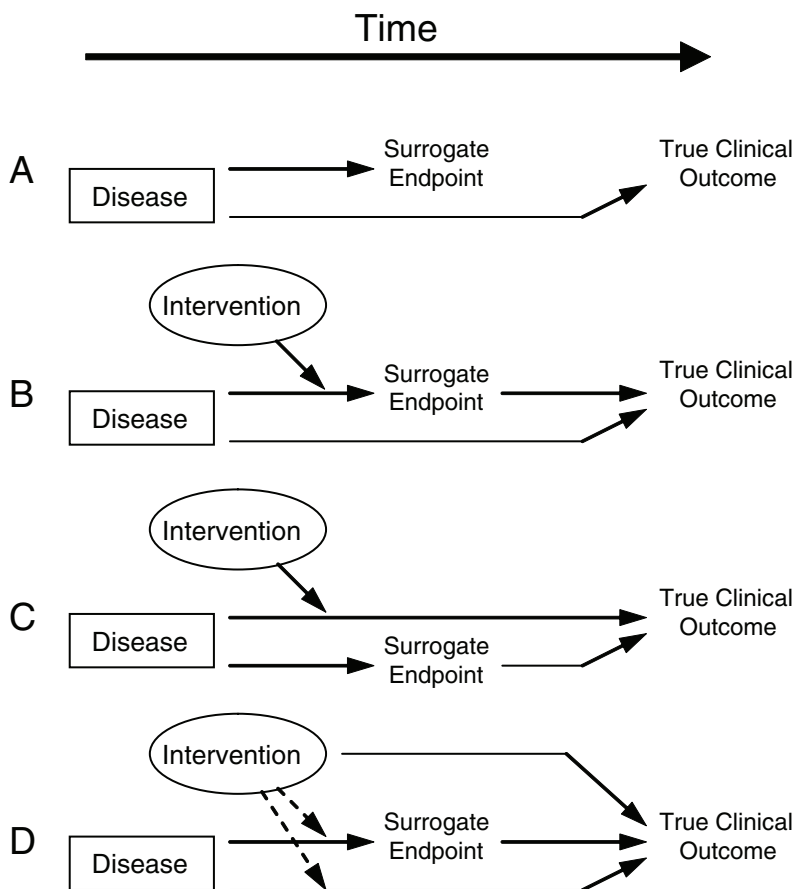 Time
A
Disease
Surrogate
Endpoint
True Clinical
Outcome
Intervention
B
Disease
Surrogate
Endpoint
True Clinical
Outcome
Intervention
C
Disease
Surrogate
Endpoint
True Clinical
Outcome
Intervention
D
Disease
Surrogate
Endpoint
True Clinical
Outcome